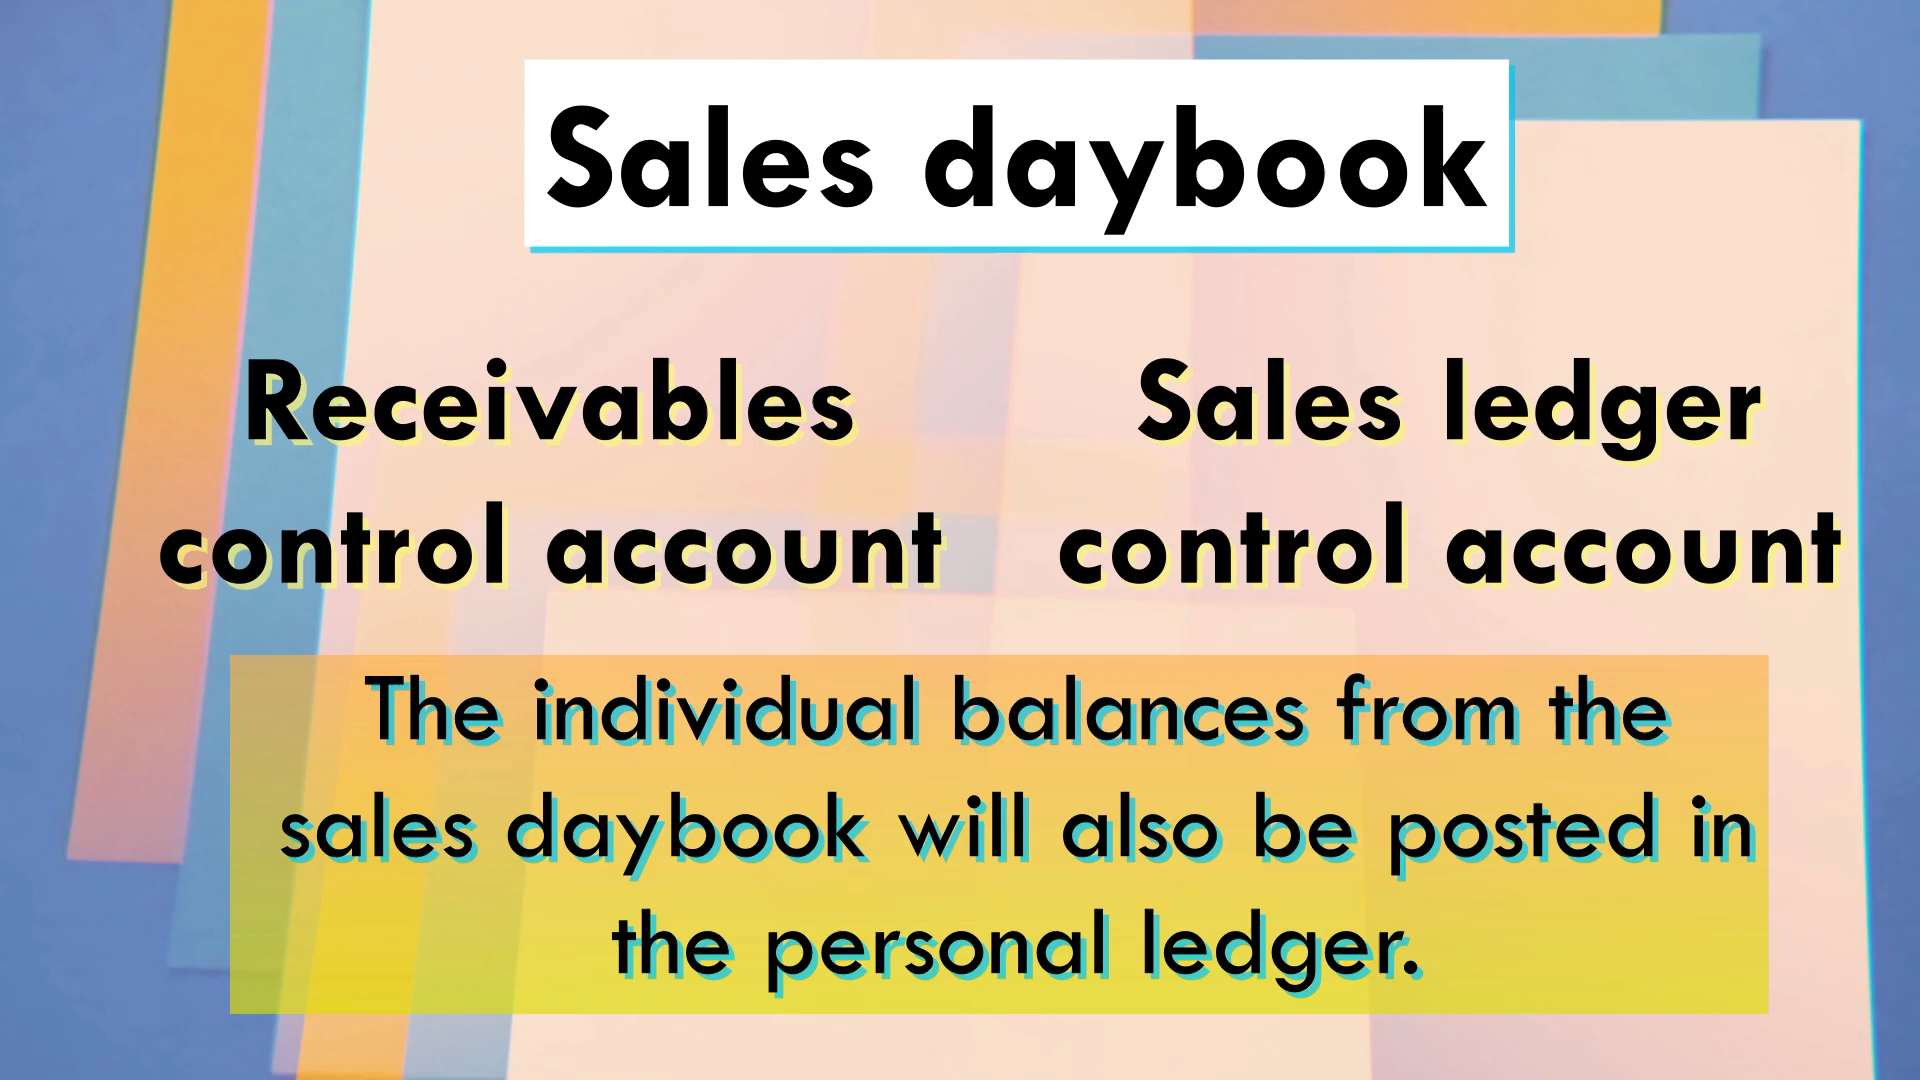 Sales daybook
Receivables
control account
Sales ledger
control account
The individual balances from the
sales daybook will also be posted in
the personal ledger.